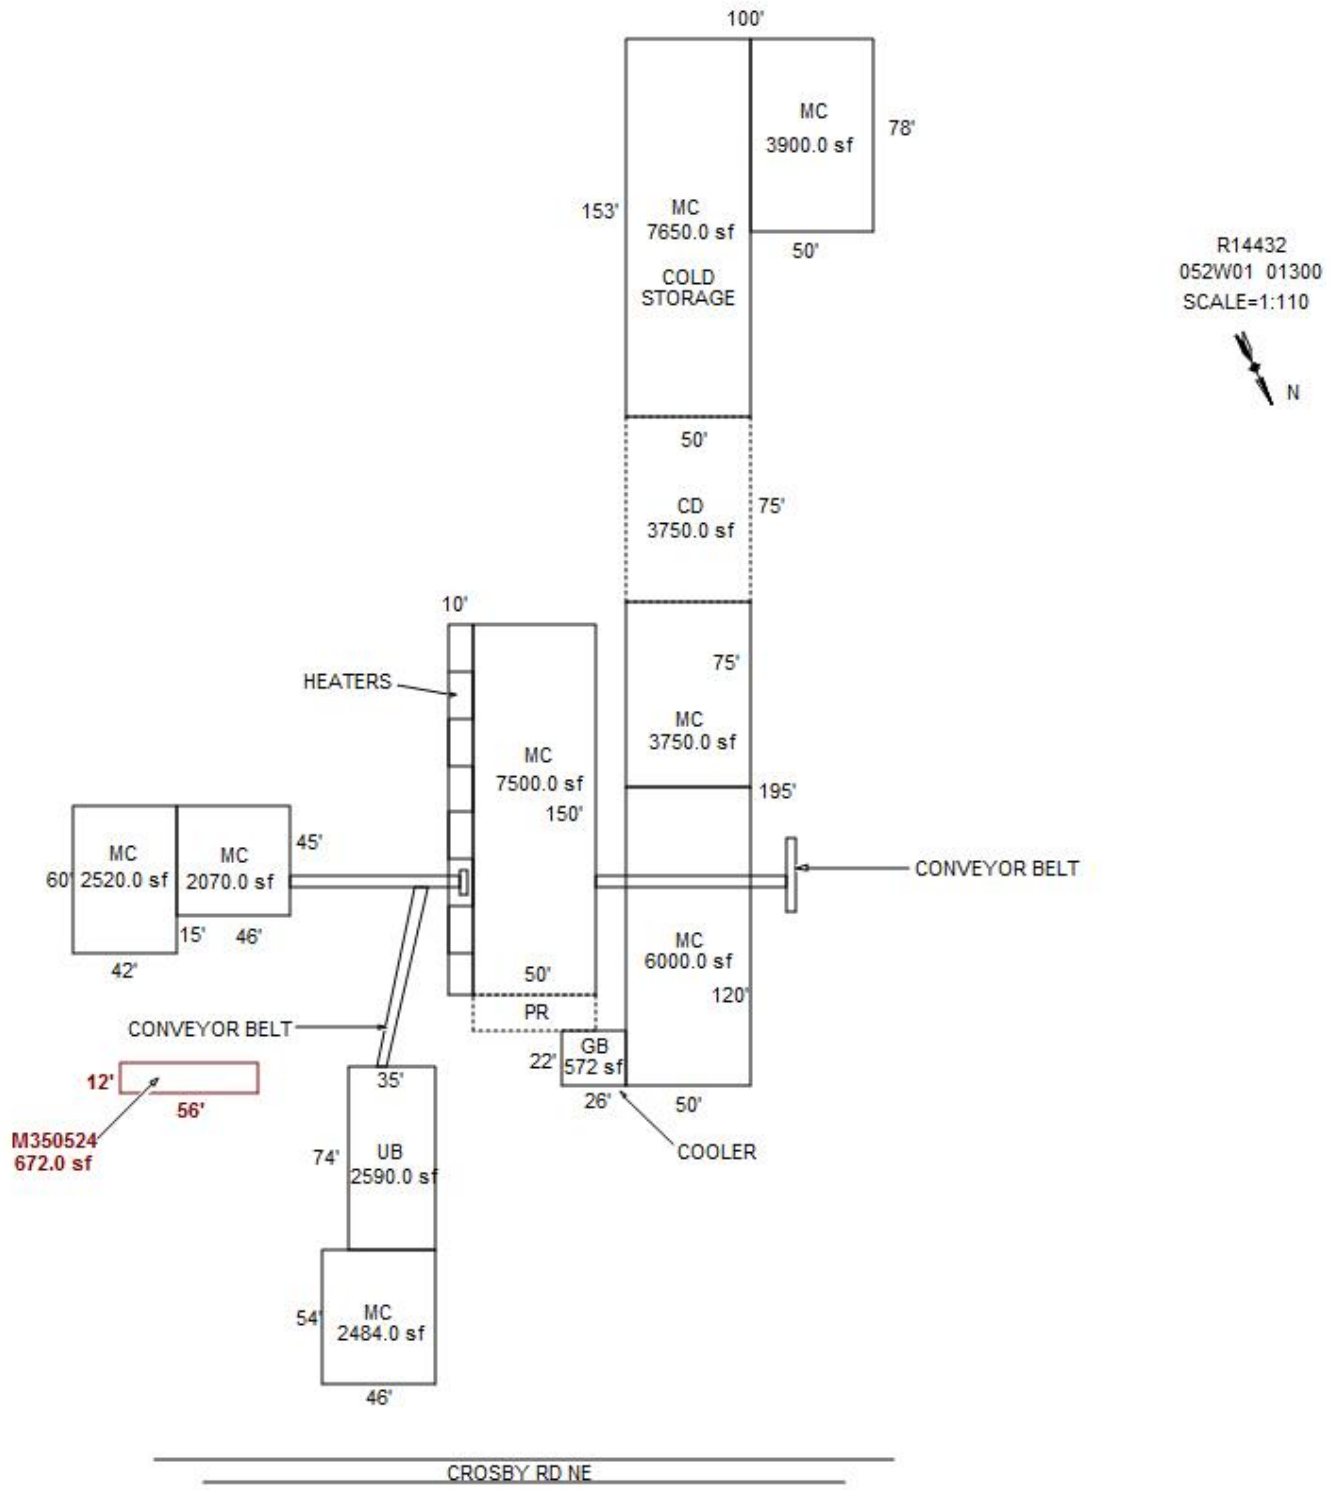 100'
MC
3900.0 sf
78'
50'
153'
MC
7650.0 sf
COLD
STORAGE
R14432
052W01 01300
SCALE=1:110
N
50'
CD
3750.0 sf
75'
10'
HEATERS
75'
MC
3750.0 sf
MC
7500.0 sf
150'
195'
45'
MC
2520.0 sf
60'
MC
2070.0 sf
15'
46'
42'
CONVEYOR BELT
MC
6000.0 sf
120'
50'
PR
CONVEYOR BELT
GB
572 sf
22'
26'
50'
COOLER
12'
56'
M350524
672.0 sf
35'
74'
UB
2590.0 sf
54'
MC
2484.0 sf
46'
CROSBY RD NE